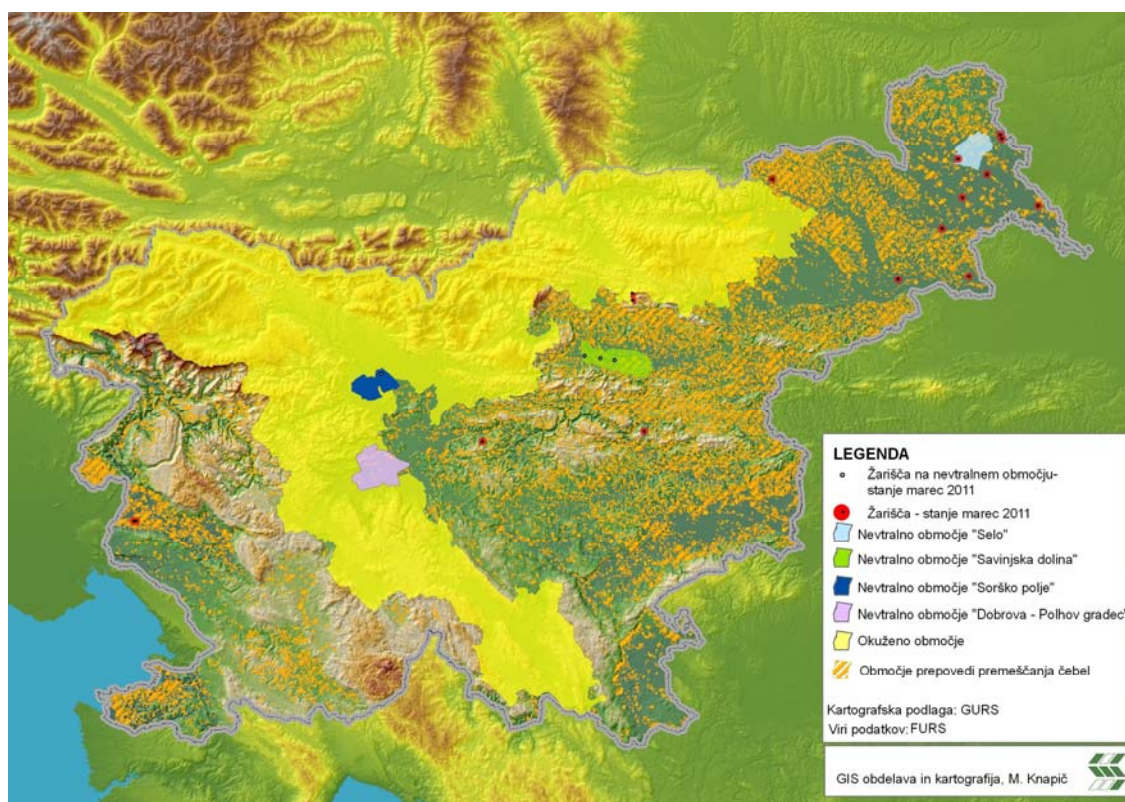 LEGENDA
Žarišča na nevtralnem območju-
stanje marec 2011
Žarišča - stanje marec 2011
Nevtralno območje "Selo"
Nevtralno območje "Savinjska dolina"
Nevtralno območje "Sorško polje"
Nevtralno območje "Dobrova - Polhov gradec"
Okuženo območje
Območje prepovedi premeščanja čebel
Kartografska podlaga: GURS
Viri podatkov: FURS
GIS obdelava in kartografija, M. Knapič